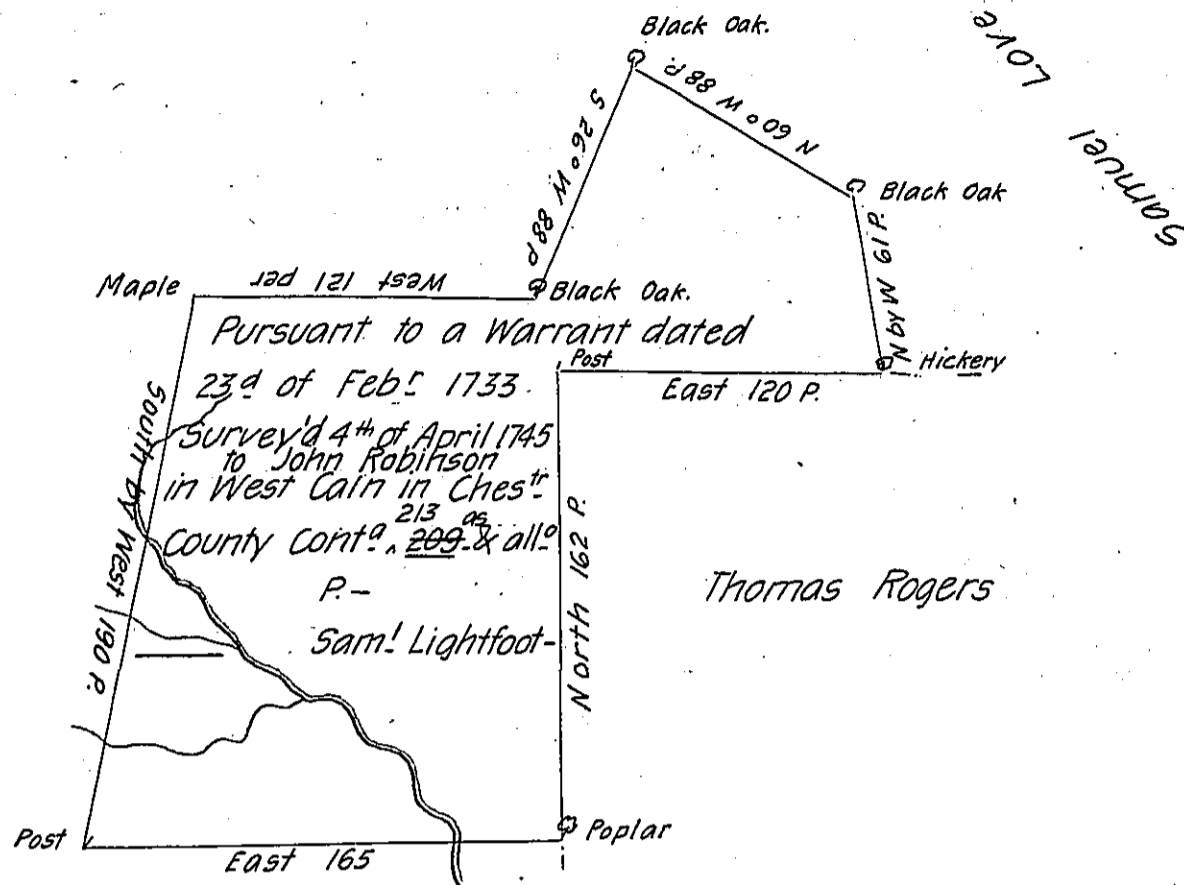 Black Oak.
Samuel Love
N 60° W 88 P.
S 26° W 88 P
Black Oak
N by W 61 P.
Maple
West 121 per
Black Oak.
Post
Hickery
East 120 P.
Pursuant to a Warrant dated
23d of Febr 1733.
Survey'd 4th of April 1745
to John Robinson
in West Cain in Chestr
County Conta ^ 213 ~~209~~ as & allo
P.-
Saml Lightfoot-
South by West 190 P.
North 162 P.
Thomas Rogers
Post
East 165
Poplar